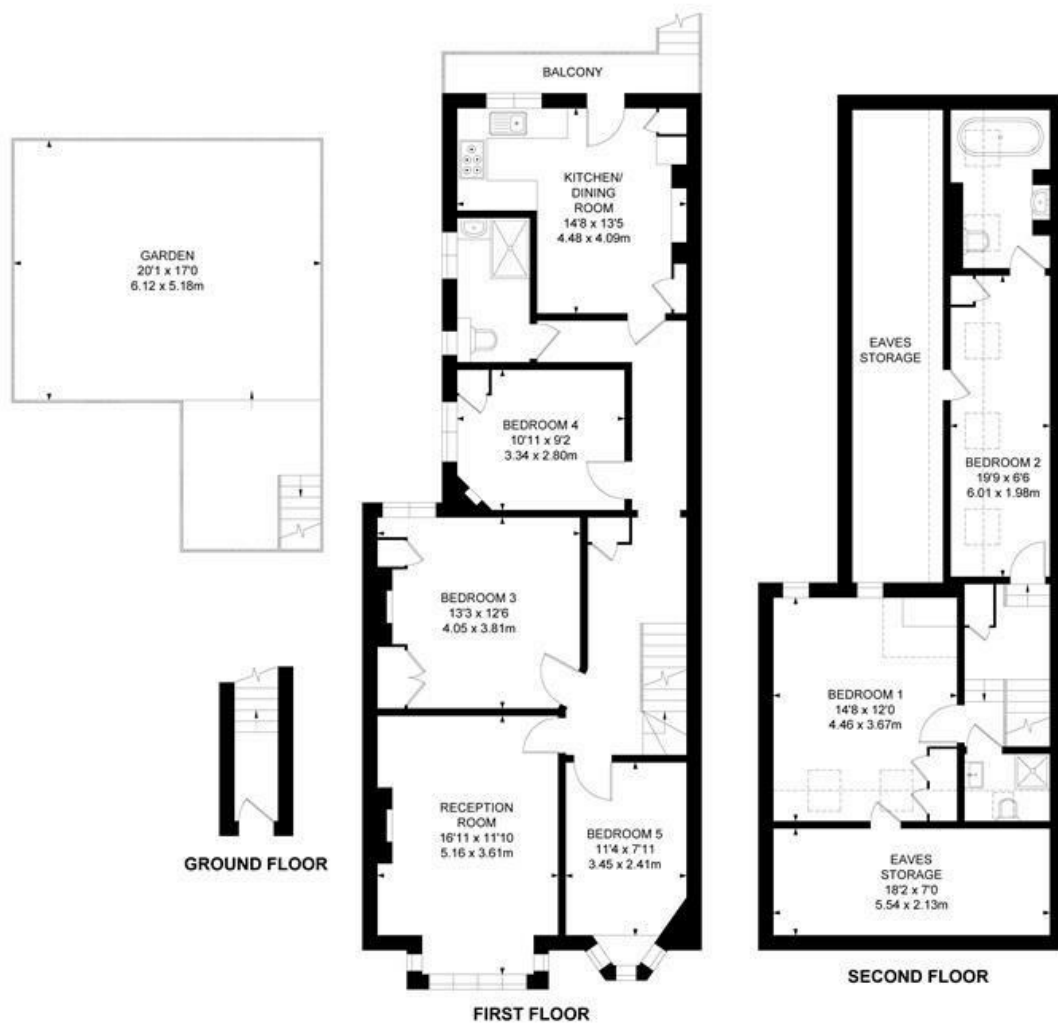 BALCONY
KITCHEN/
DINING
ROOM
14'8 x 13'5
4.48 x 4.09m
GARDEN
20'1 x 17'0
6.12 x 5.18m
EAVES
STORAGE
BEDROOM 2
19'9 x 6'6
6.01 x 1.98m
BEDROOM 4
10'11 x 9'2
3.34 x 2.80m
BEDROOM 3
13'3 x 12'6
4.05 x 3.81m
BEDROOM 1
14'8 x 12'0
4.46 x 3.67m
RECEPTION
ROOM
16'11 x 11'10
5.16 x 3.61m
BEDROOM 5
11'4 x 7'11
3.45 x 2.41m
EAVES
STORAGE
18'2 x 7'0
5.54 x 2.13m
GROUND FLOOR
FIRST FLOOR
SECOND FLOOR